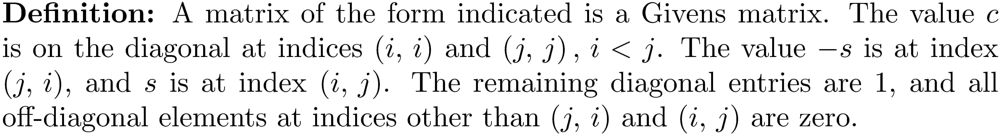 Definition: A matrix of the form indicated is a Givens matrix. The value c
is on the diagonal at indices (i, i) and (j, j) , i < j. The value −s is at index
(j, i), and s is at index (i, j). The remaining diagonal entries are 1, and all
off-diagonal elements at indices other than (j, i) and (i, j) are zero.